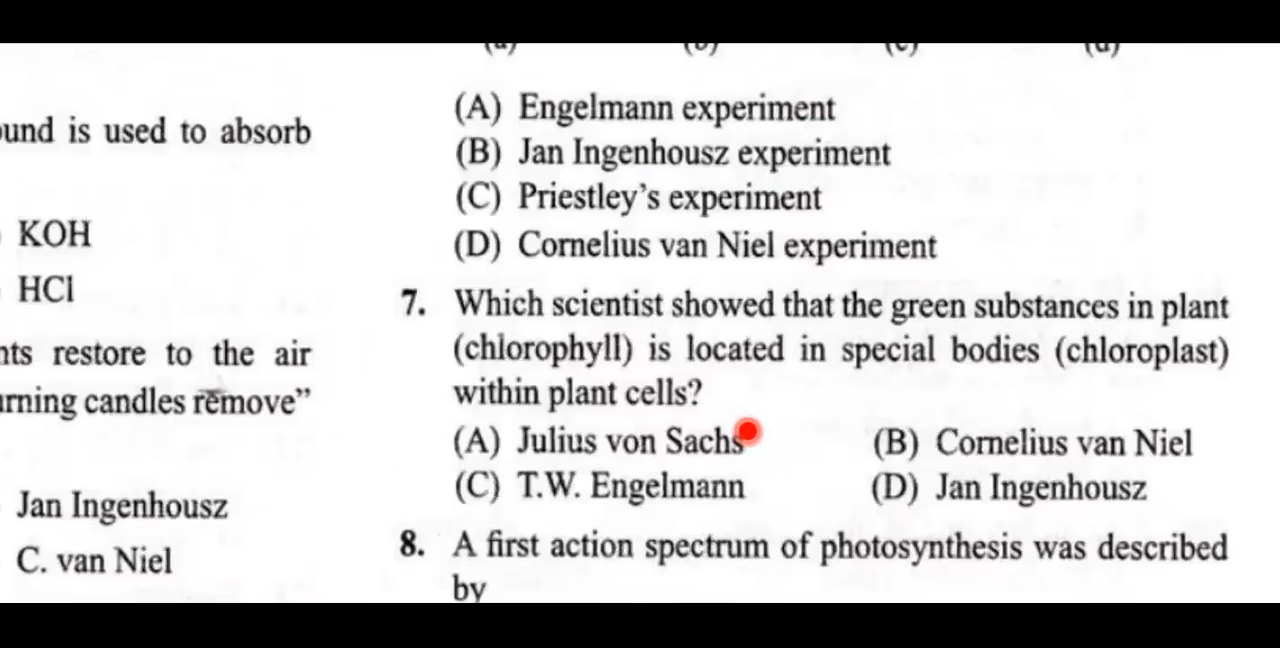 (a) (b) (c) (d)
und is used to absorb
KOH
HCl
restore to the air
candles remove”
Jan Ingenhousz
C. van Niel
(A) Engelmann experiment
(B) Jan Ingenhousz experiment
(C) Priestley’s experiment
(D) Cornelius van Niel experiment
7. Which scientist showed that the green substances in plant
(chlorophyll) is located in special bodies (chloroplast)
within plant cells?
(A) Julius von Sachs (B) Cornelius van Niel
(C) T.W. Engelmann (D) Jan Ingenhousz
8. A first action spectrum of photosynthesis was described
by